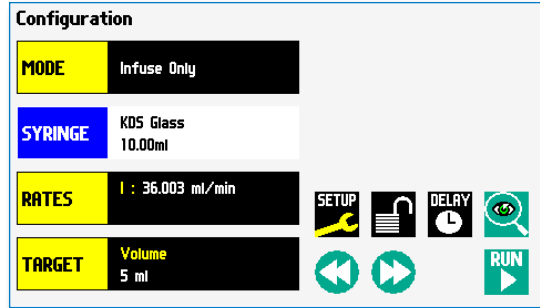 Configuration
MODE
Infuse Only
SYRINGE
KDS Glass
10.00ml
RATES
I : 36.003 ml/min
TARGET
Volume
5 ml
SETUP
DELAY
RUN